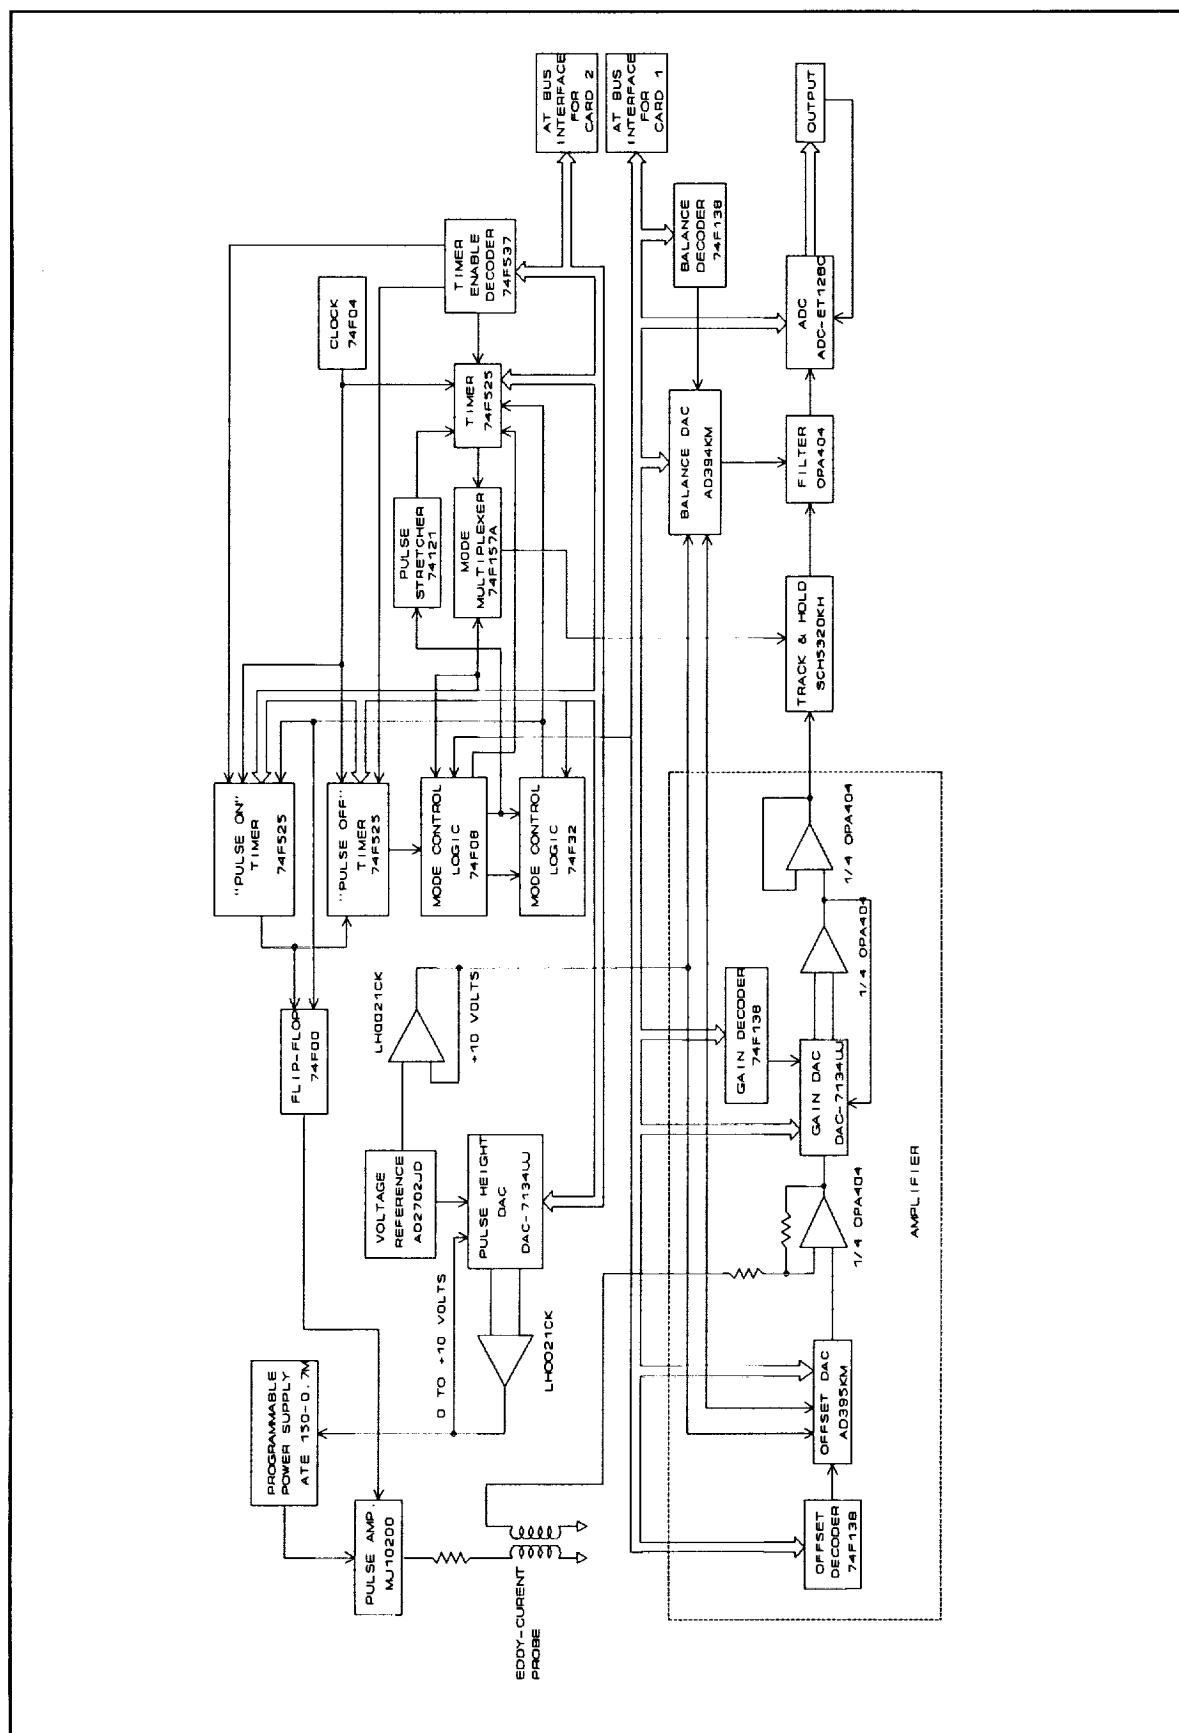 "PULSE ON"
TIMER
74F525
CLOCK
74F04
PROGRAMMABLE
POWER SUPPLY
ATE 150-0.7M
FLIP-FLOP
74F00
"PULSE OFF"
TIMER
74F525
PULSE AMP.
MJ10200
VOLTAGE
REFERENCE
AD2702JD
LH0021CK
+10 VOLTS
MODE CONTROL
LOGIC
74F08
PULSE
STRETCHER
74121
TIMER
ENABLE
DECODER
74F537
0 TO +10 VOLTS
PULSE HEIGHT
DAC
DAC-7134UJ
MODE
MULTIPLEXER
74F157A
TIMER
74F525
LH0021CK
MODE CONTROL
LOGIC
74F32
EDDY-CURENT
PROBE
AT BUS
INTERFACE
FOR
CARD 2
AT BUS
INTERFACE
FOR
CARD 1
BALANCE
DECODER
74F138
BALANCE DAC
AD394KM
GAIN DECODER
74F138
OFFSET
DECODER
74F138
OFFSET DAC
AD395KM
1/4 OPA404
GAIN DAC
DAC-7134UJ
1/4 OPA404
1/4 OPA404
TRACK & HOLD
SCH5320KH
FILTER
OPA404
ADC
ADC-ET12BC
OUTPUT
AMPLIFIER